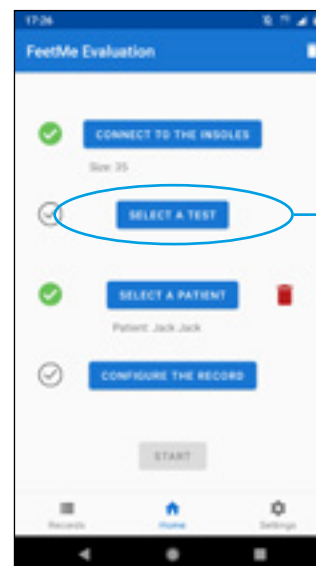 17:26
FeetMe Evaluation
CONNECT TO THE INSOLES
Size: 35
SELECT A TEST
SELECT A PATIENT
Patient: Jack Jack
CONFIGURE THE RECORD
START
Records
Home
Settings